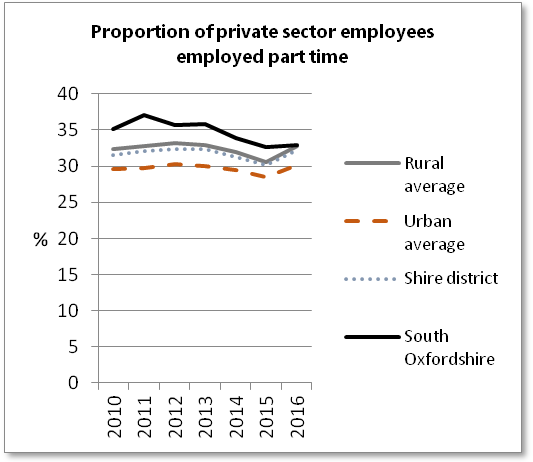 Proportion of private sector employees
employed part time
40
35
30
25
20
15
10
5
0
%
2010
2011
2012
2013
2014
2015
2016
Rural
average
Urban
average
Shire district
South
Oxfordshire